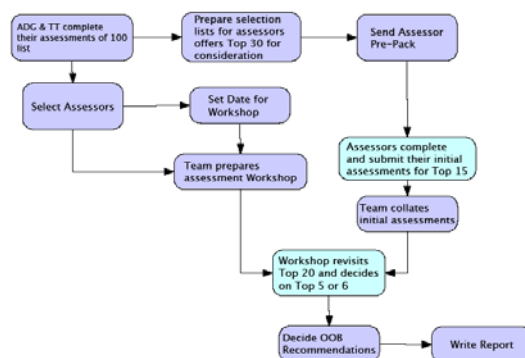 ADG & TT complete
their assessments of 100
list
Prepare selection
lists for assessors
offers Top 30 for
consideration
Send Assessor
Pre-Pack
Select Assessors
Set Date for
Workshop
Assessors complete
and submit their initial
assessments for Top 15
Team prepares
assessment Workshop
Team collates
initial assessments
Workshop revisits
Top 20 and decides
on Top 5 or 6
Decide OOB
Recommendations
Write Report